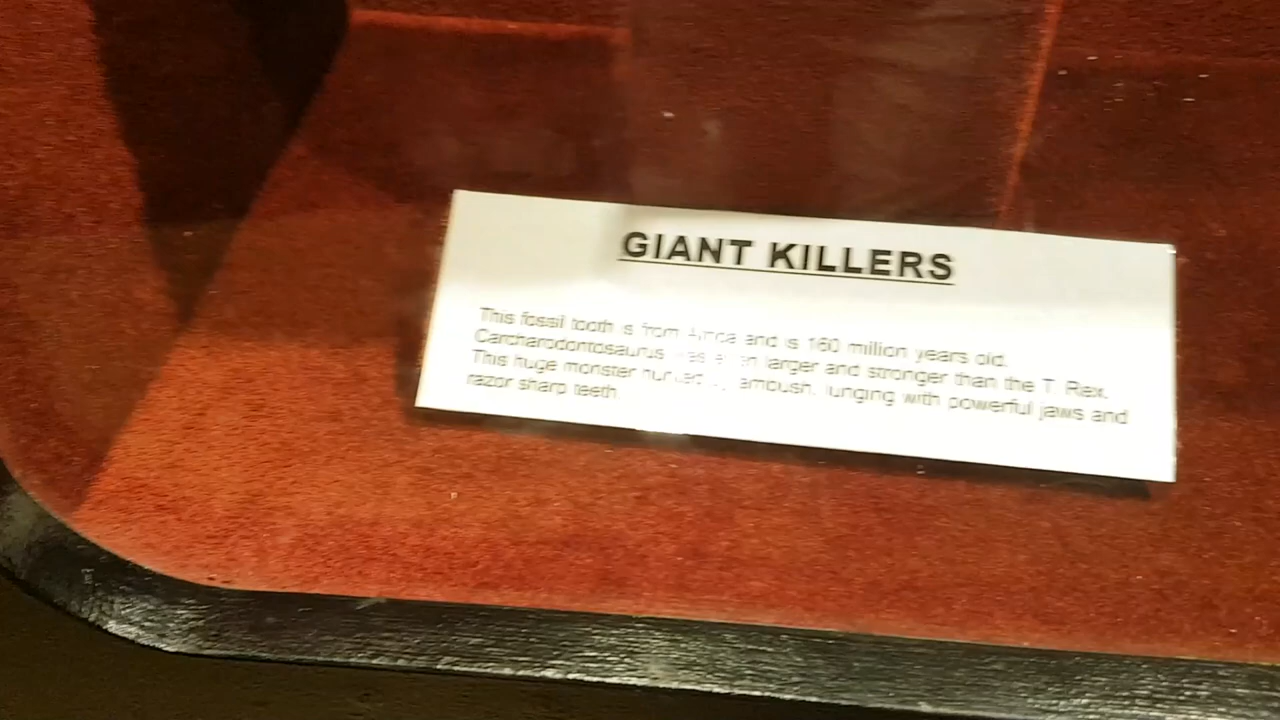 GIANT KILLERS
This fossil tooth is from Africa and is 160 million years old.
Carcharodontosaurus was even larger and stronger than the T. Rex.
This huge monster hunted by ambush, lunging with powerful jaws and
razor sharp teeth.